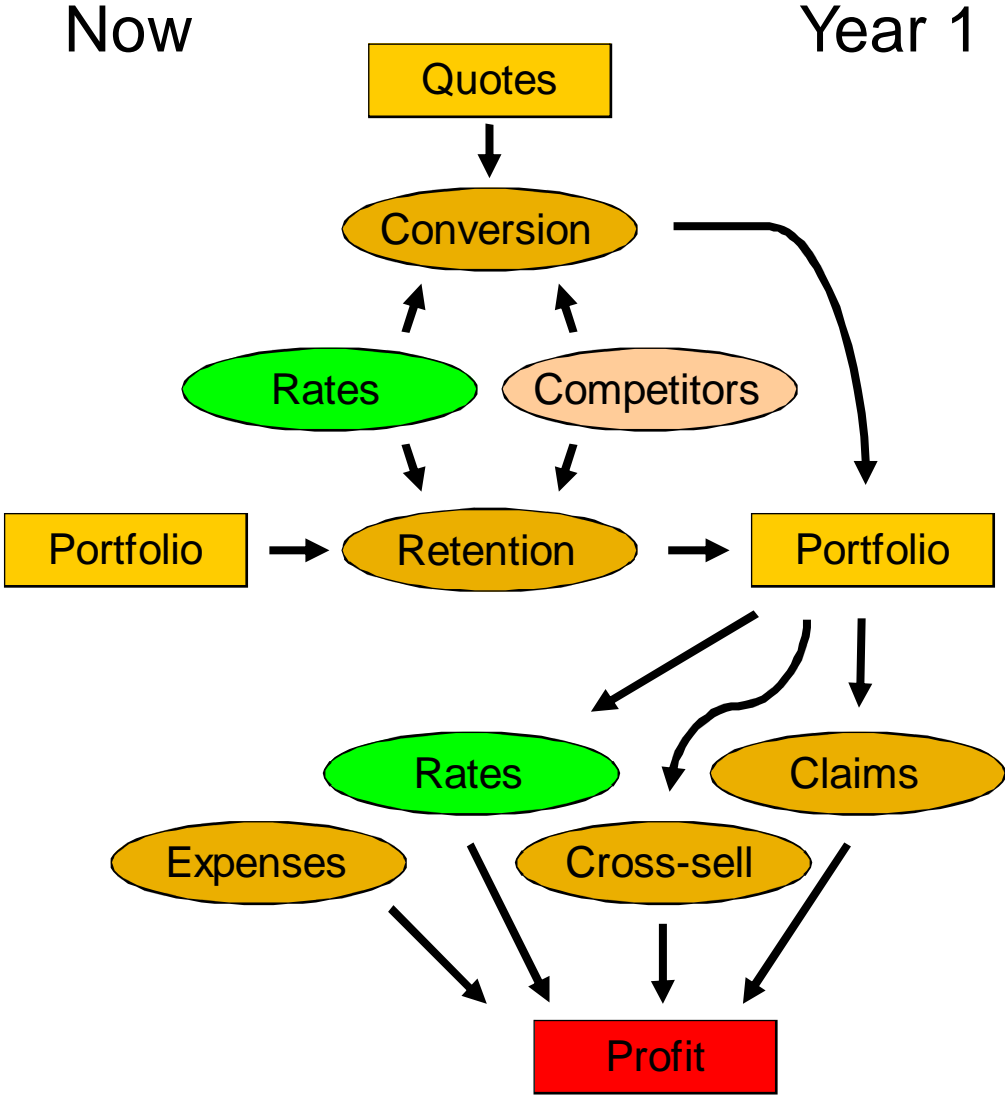 Now
Year 1
Quotes
Conversion
Rates
Competitors
Portfolio
Retention
Portfolio
Rates
Claims
Expenses
Cross-sell
Profit